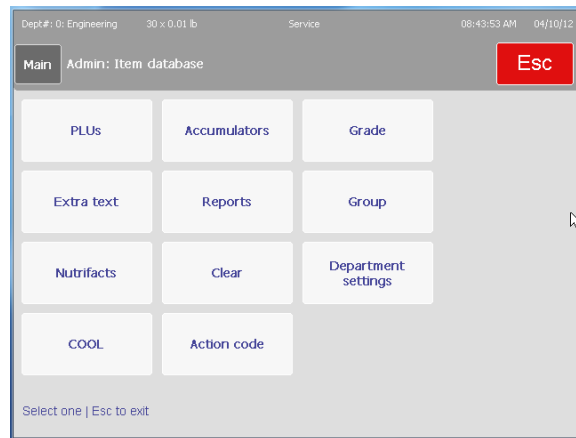 Dept#: 0: Engineering 30 x 0.01 lb Service 08:43:53 AM 04/10/12
Main Admin: Item database Esc
PLUs Accumulators Grade
Extra text Reports Group
Nutrifacts Clear Department settings
COOL Action code
Select one | Esc to exit